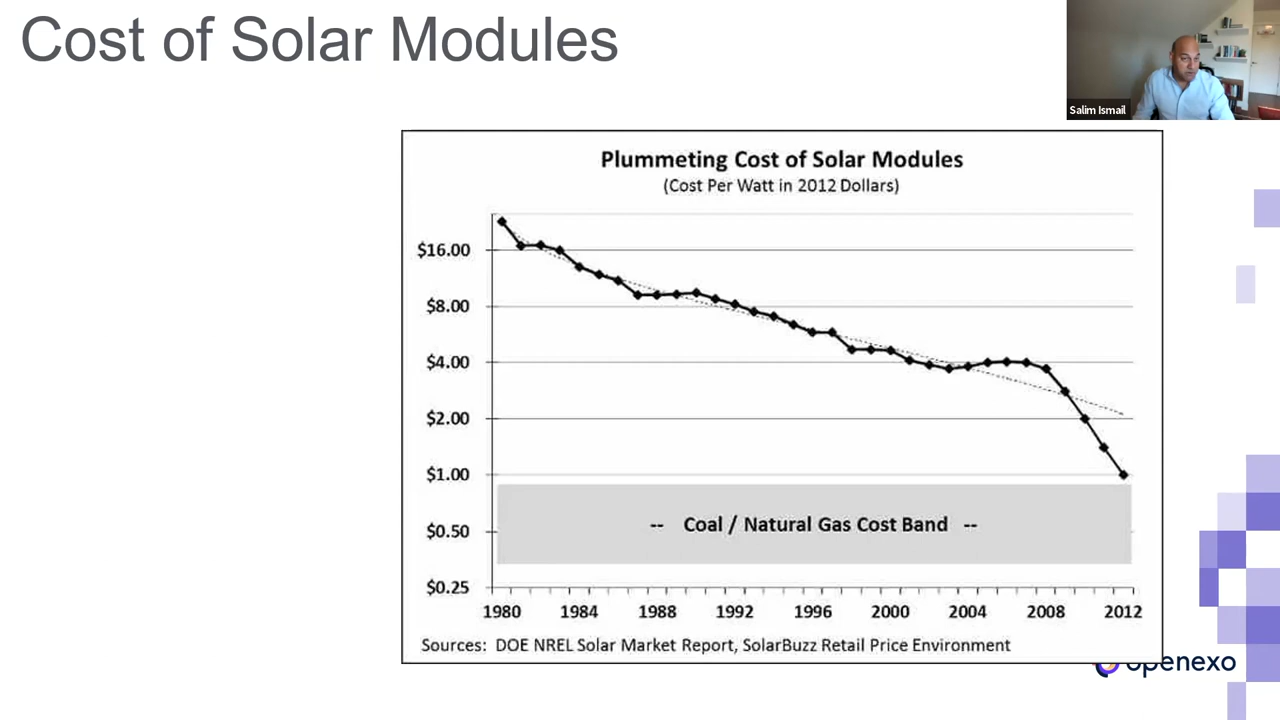 Cost of Solar Modules
Salim Ismail
Plummeting Cost of Solar Modules
(Cost Per Watt in 2012 Dollars)
$16.00
$8.00
$4.00
$2.00
$1.00
$0.50
$0.25
-- Coal / Natural Gas Cost Band --
1980 1984 1988 1992 1996 2000 2004 2008 2012
Sources: DOE NREL Solar Market Report, SolarBuzz Retail Price Environment
openexo